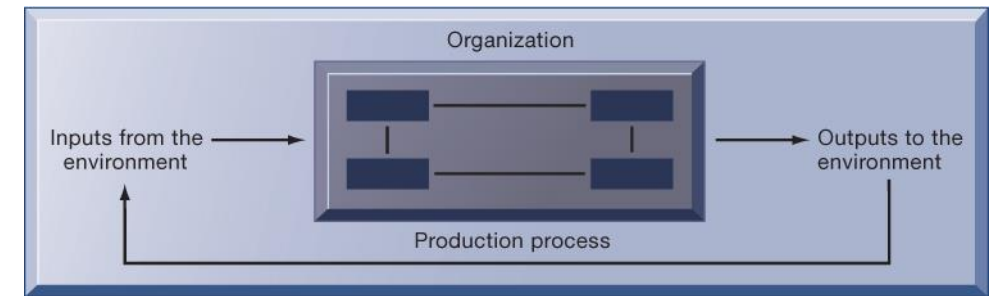 Organization
Inputs from the
environment
Outputs to the
environment
Production process